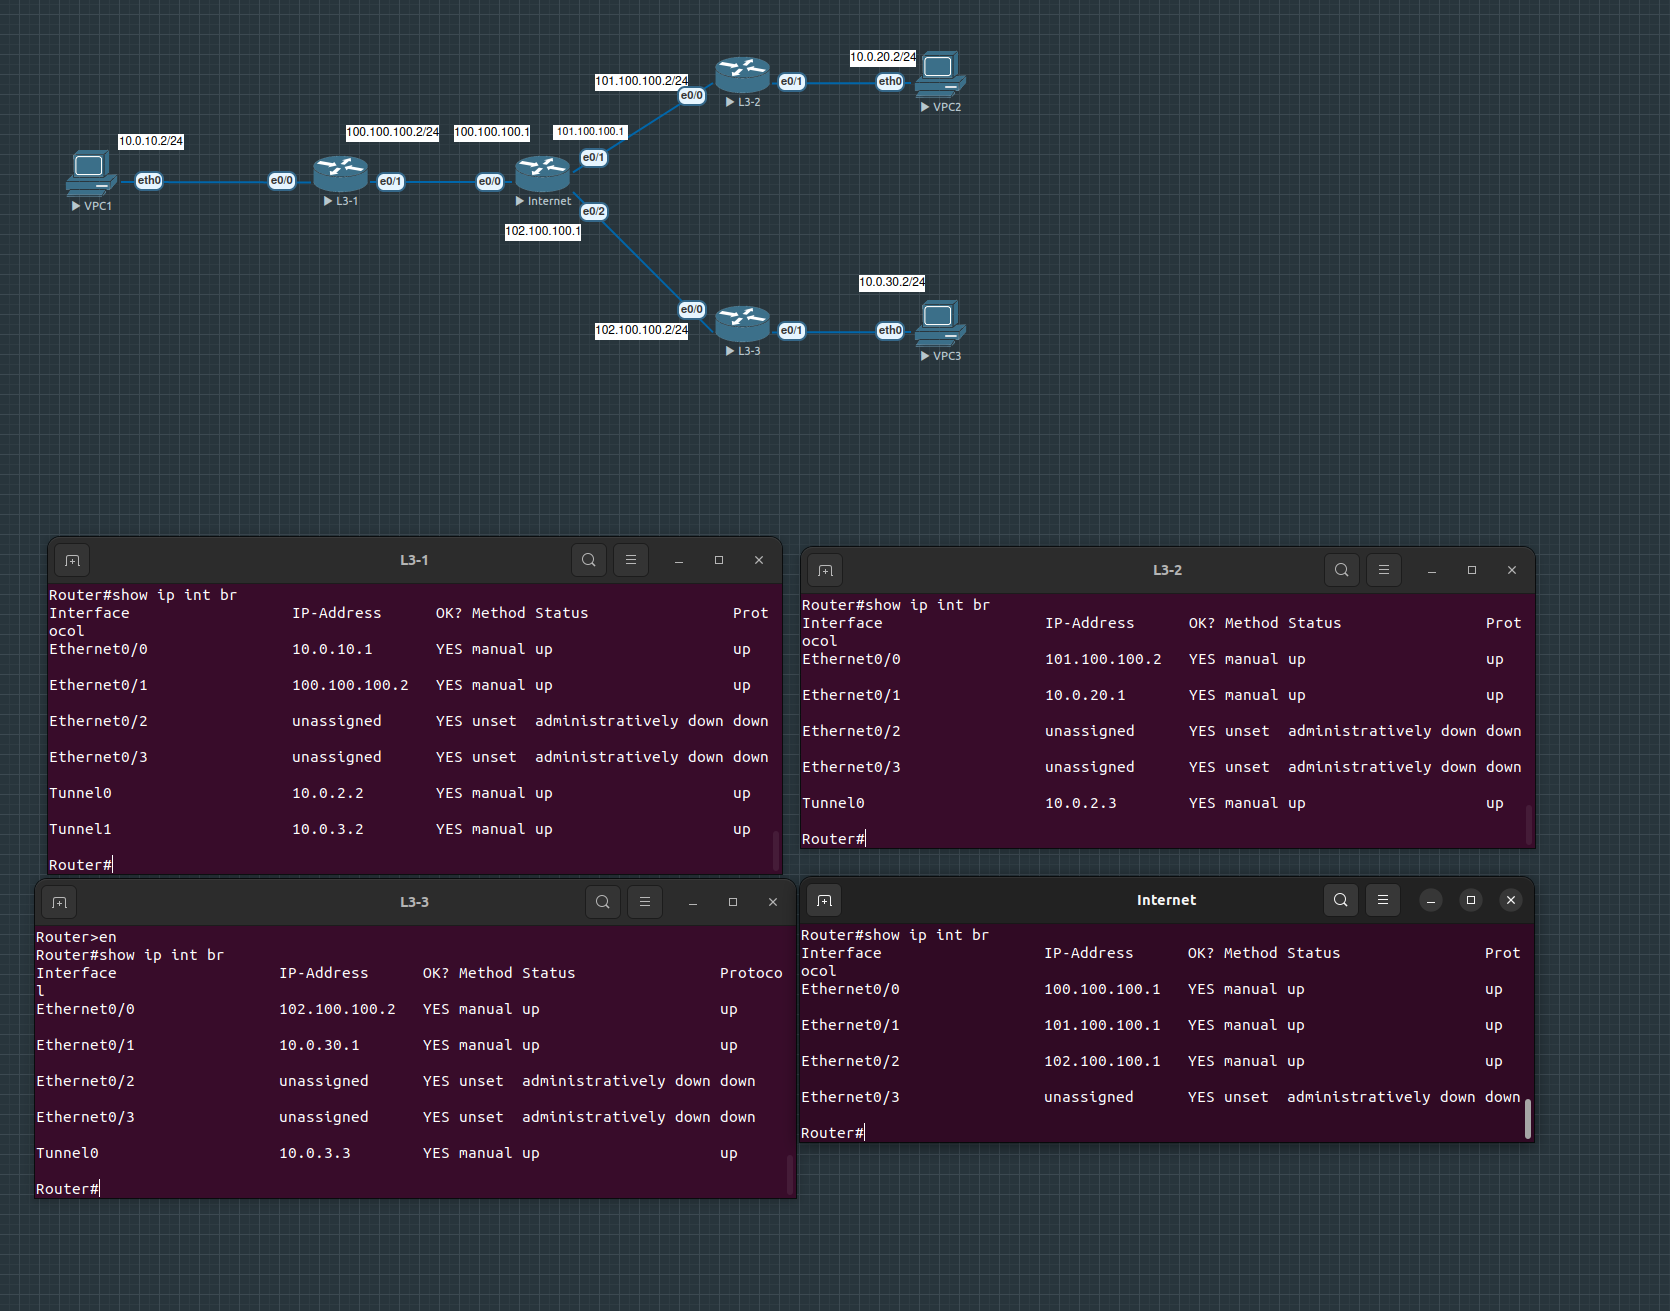 10.0.20.2/24
101.100.100.2/24
e0/0
e0/1
eth0
L3-2
VPC2
10.0.10.2/24
100.100.100.2/24
100.100.100.1
101.100.100.1
e0/1
eth0
e0/0
e0/1
e0/0
VPC1
L3-1
Internet
e0/2
102.100.100.1
10.0.30.2/24
e0/0
102.100.100.2/24
e0/1
eth0
L3-3
VPC3
L3-1
Router#show ip int br
Interface IP-Address OK? Method Status Prot
ocol
Ethernet0/0 10.0.10.1 YES manual up up
Ethernet0/1 100.100.100.2 YES manual up up
Ethernet0/2 unassigned YES unset administratively down down
Ethernet0/3 unassigned YES unset administratively down down
Tunnel0 10.0.2.2 YES manual up up
Tunnel1 10.0.3.2 YES manual up up
Router#
L3-2
Router#show ip int br
Interface IP-Address OK? Method Status Prot
ocol
Ethernet0/0 101.100.100.2 YES manual up up
Ethernet0/1 10.0.20.1 YES manual up up
Ethernet0/2 unassigned YES unset administratively down down
Ethernet0/3 unassigned YES unset administratively down down
Tunnel0 10.0.2.3 YES manual up up
Router#
L3-3
Router>en
Router#show ip int br
Interface IP-Address OK? Method Status Protoco
l
Ethernet0/0 102.100.100.2 YES manual up up
Ethernet0/1 10.0.30.1 YES manual up up
Ethernet0/2 unassigned YES unset administratively down down
Ethernet0/3 unassigned YES unset administratively down down
Tunnel0 10.0.3.3 YES manual up up
Router#
Internet
Router#show ip int br
Interface IP-Address OK? Method Status Prot
ocol
Ethernet0/0 100.100.100.1 YES manual up up
Ethernet0/1 101.100.100.1 YES manual up up
Ethernet0/2 102.100.100.1 YES manual up up
Ethernet0/3 unassigned YES unset administratively down down
Router#